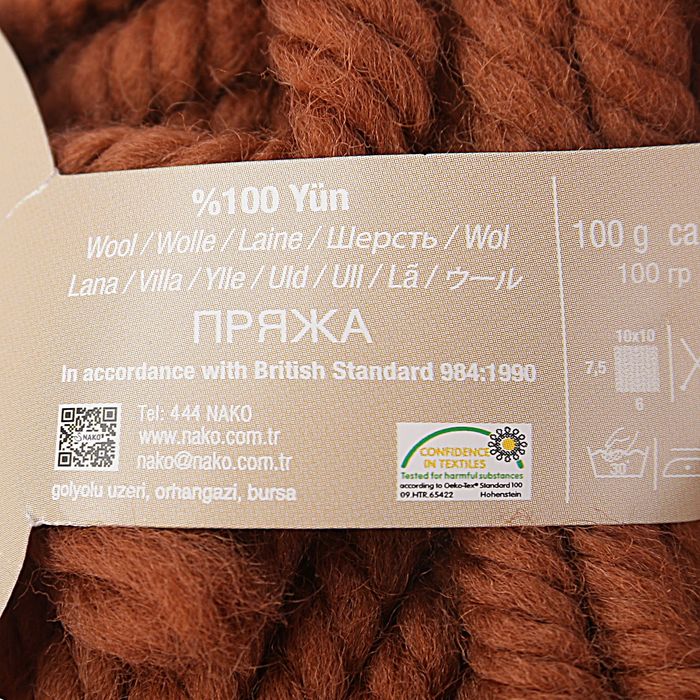 %100 Yün
Wool / Wolle / Laine / Шерсть / Wol
Lana / Villa / Ylle / Uld / Ull / Lã / ウール
ПРЯЖА
In accordance with British Standard 984:1990
NAKO
Tel: 444 NAKO
www.nako.com.tr
nako@nako.com.tr
golyolu uzeri, orhangazi, bursa
CONFIDENCE
IN TEXTILES
Tested for harmful substances
according to Oeko-Tex® Standard 100
09.HTR.65422 Hohenstein
100 g ca
100 гр
10x10
7,5
6
30°